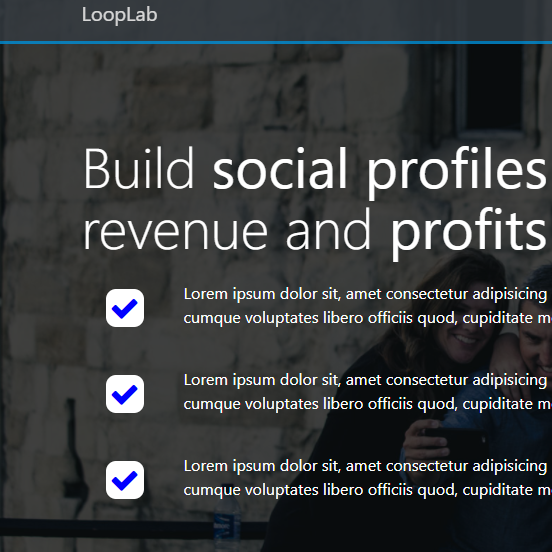 LoopLab
Build social profiles
revenue and profits
Lorem ipsum dolor sit, amet consectetur adipisicing
cumque voluptates libero officiis quod, cupiditate m
Lorem ipsum dolor sit, amet consectetur adipisicing
cumque voluptates libero officiis quod, cupiditate m
Lorem ipsum dolor sit, amet consectetur adipisicing
cumque voluptates libero officiis quod, cupiditate m